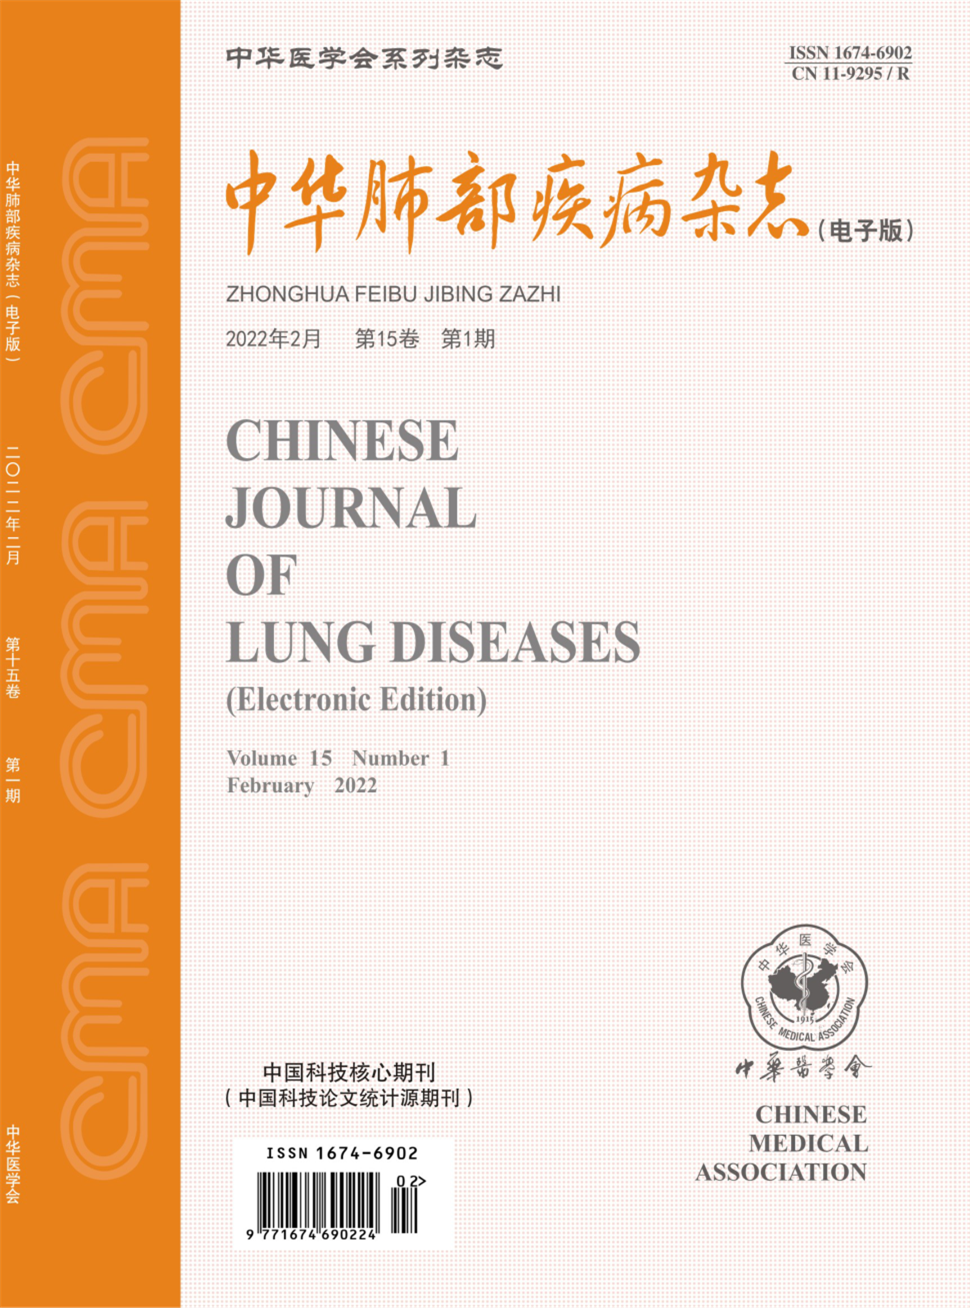 中华医学会系列杂志
ISSN 1674-6902
CN 11-9295 / R
中华肺部疾病杂志(电子版)
ZHONGHUA FEIBU JIBING ZAZHI
2022年2月 第15卷 第1期
CHINESE
JOURNAL
OF
LUNG DISEASES
(Electronic Edition)
Volume 15 Number 1
February 2022
中华肺部疾病杂志(电子版)
二〇二二年二月
第十五卷
第一期
中华医学会
CMA CMA CMA
中华医学会
1915
CHINESE MEDICAL ASSOCIATION
中華醫學會
CHINESE
MEDICAL
ASSOCIATION
中国科技核心期刊
(中国科技论文统计源期刊)
ISSN 1674-6902
02>
9 771674 690224